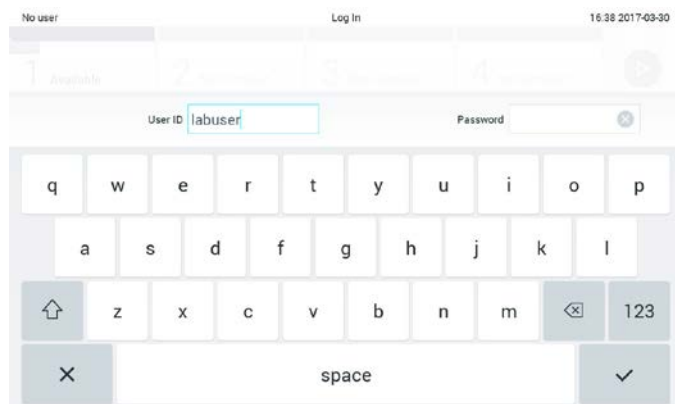 No user Log In 16:38 2017-03-30
1 Available 2 3 4
User ID labuser Password
q w e r t y u i o p
a s d f g h j k l
z x c v b n m 123
space